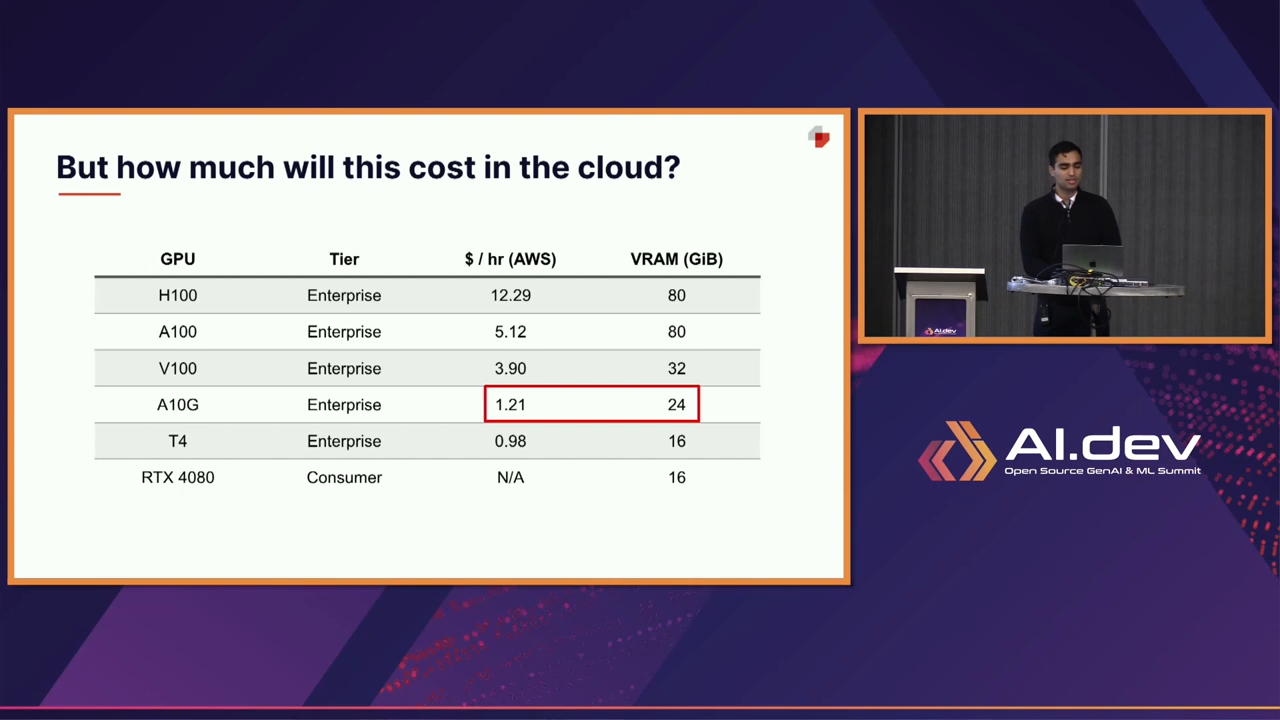 But how much will this cost in the cloud?
GPU Tier $ / hr (AWS) VRAM (GiB)
H100 Enterprise 12.29 80
A100 Enterprise 5.12 80
V100 Enterprise 3.90 32
A10G Enterprise 1.21 24
T4 Enterprise 0.98 16
RTX 4080 Consumer N/A 16
AI.dev
AI.dev
Open Source GenAI & ML Summit